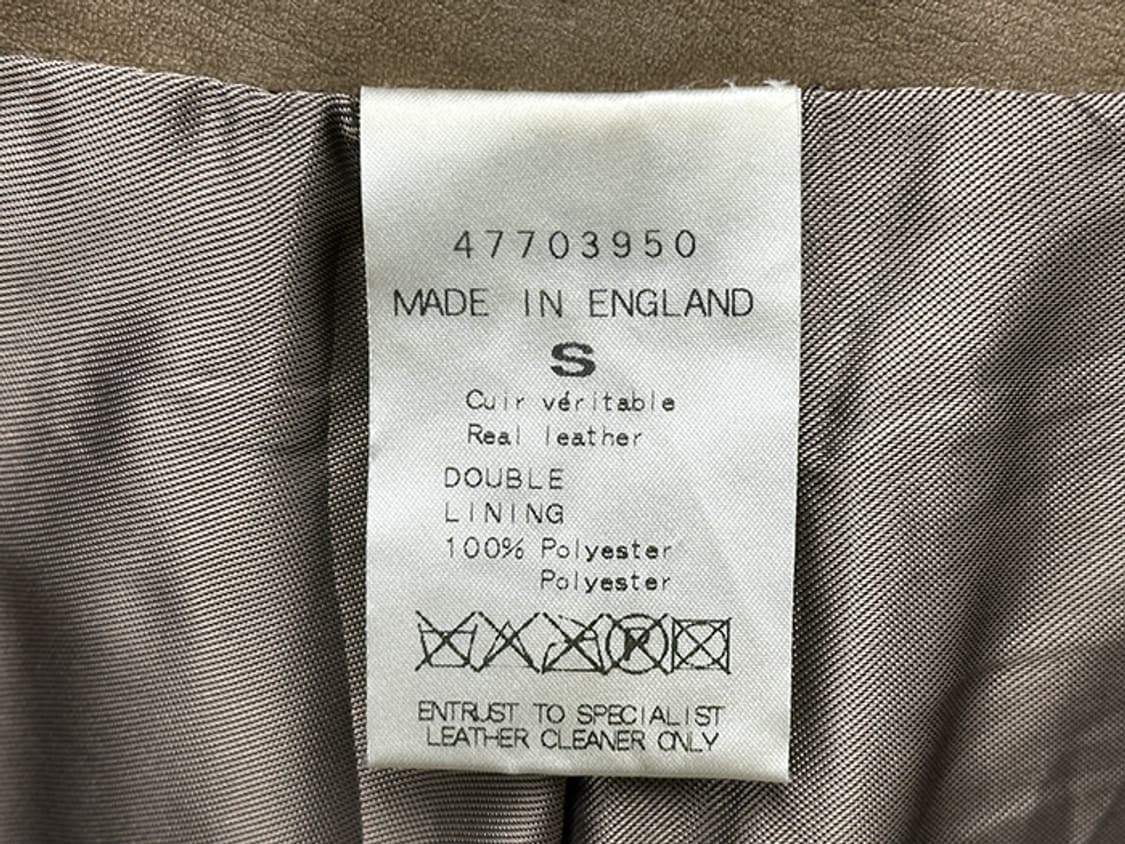 47703950
MADE IN ENGLAND
S
Cuir véritable
Real leather
DOUBLE
LINING
100% Polyester
Polyester
P
ENTRUST TO SPECIALIST
LEATHER CLEANER ONLY